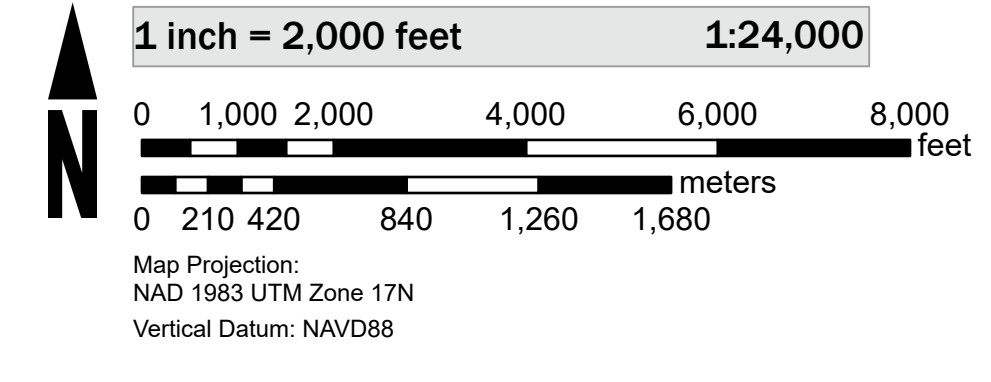 N
1 inch = 2,000 feet 1:24,000
0 1,000 2,000 4,000 6,000 8,000
feet
meters
0 210 420 840 1,260 1,680
Map Projection:
NAD 1983 UTM Zone 17N
Vertical Datum: NAVD88